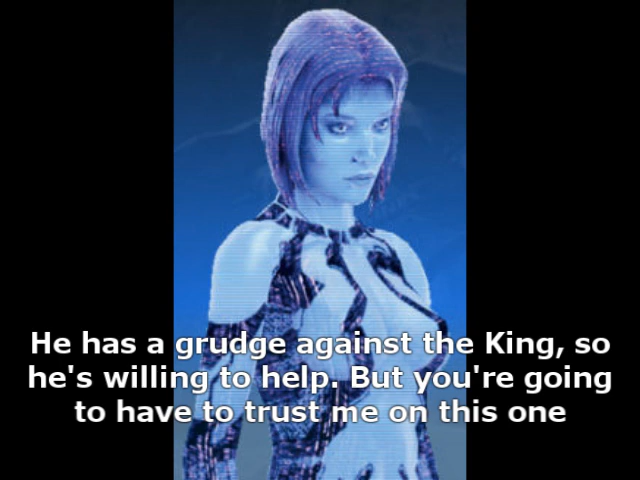 He has a grudge against the King, so
he's willing to help. But you're going
to have to trust me on this one